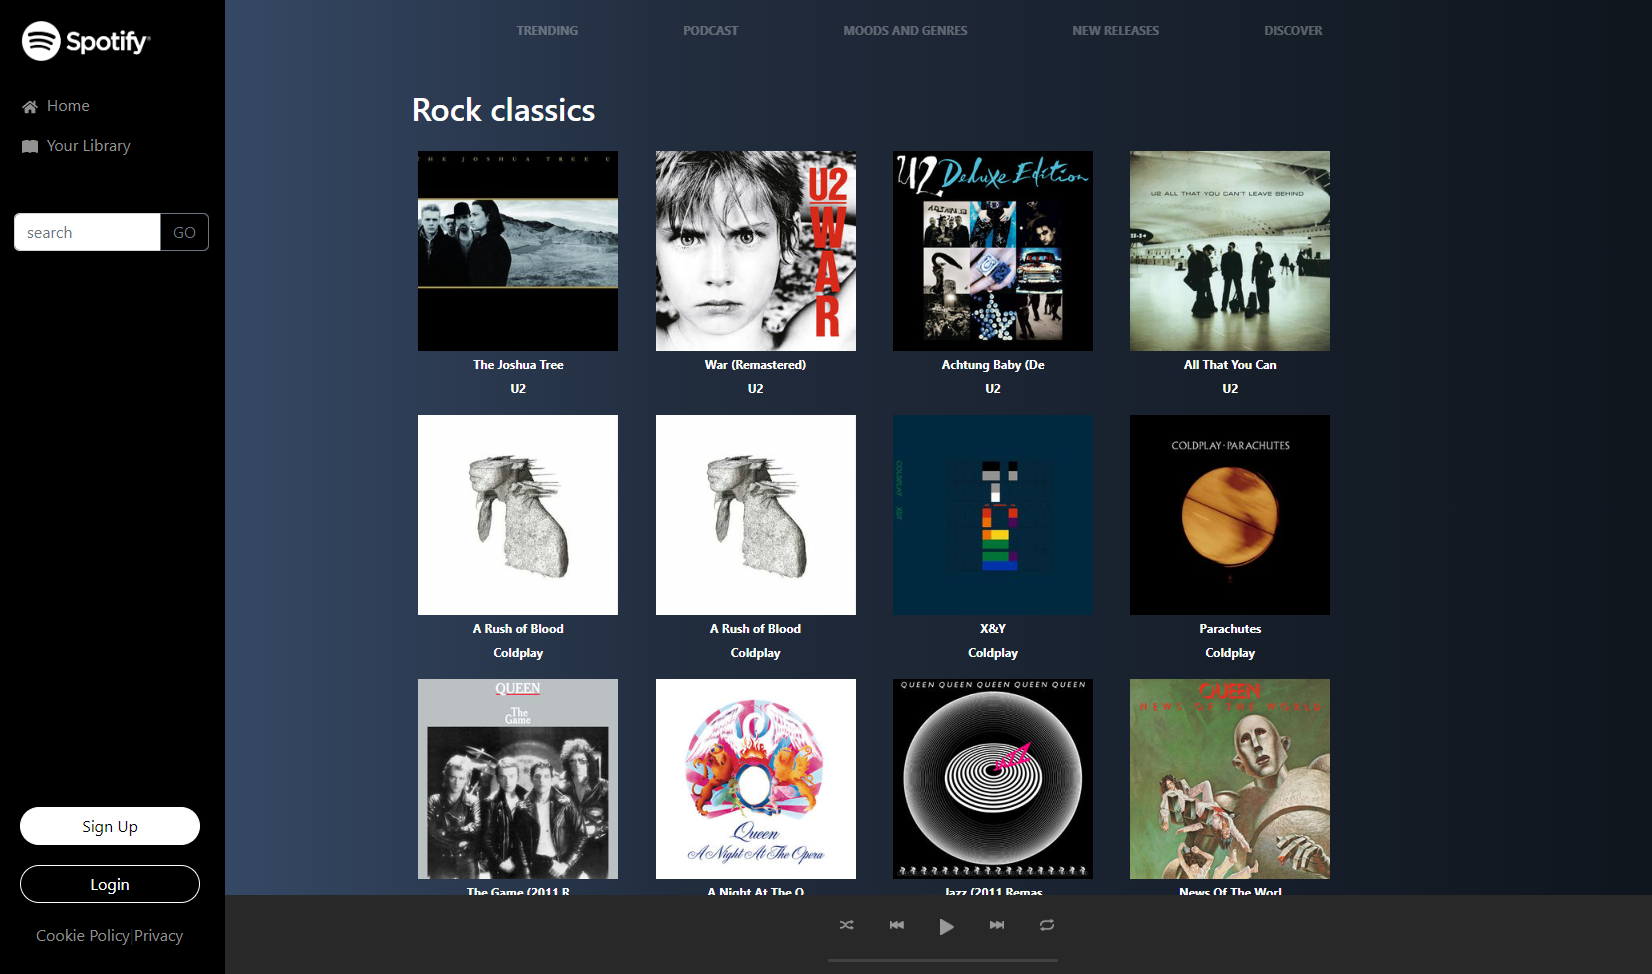 Spotify
Home
Your Library
search
GO
Sign Up
Login
Cookie Policy|Privacy
TRENDING
PODCAST
MOODS AND GENRES
NEW RELEASES
DISCOVER
Rock classics
THE JOSHUA TREE
U2
WAR
U2 Deluxe Edition
U2 ALL THAT YOU CAN'T LEAVE BEHIND
The Joshua Tree
U2
War (Remastered)
U2
Achtung Baby (De
U2
All That You Can
U2
COLDPLAY X&Y
COLDPLAY · PARACHUTES
A Rush of Blood
Coldplay
A Rush of Blood
Coldplay
X&Y
Coldplay
Parachutes
Coldplay
QUEEN
The
Game
Queen
A Night At The Opera
QUEEN QUEEN QUEEN QUEEN QUEEN
JAZZ
QUEEN
NEWS OF THE WORLD
The Game (2011 R
A Night At The O
Jazz (2011 Remas
News Of The Worl